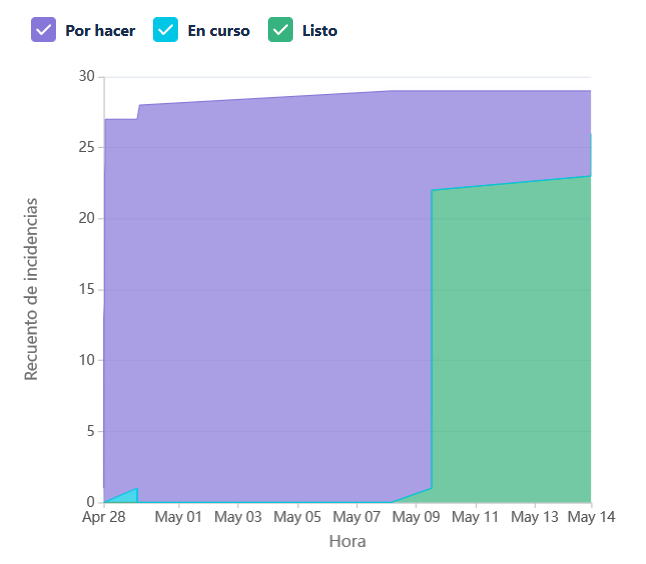 Por hacer En curso Listo
30
25
20
15
10
5
0
Recuento de incidencias
Apr 28 May 01 May 03 May 05 May 07 May 09 May 11 May 13 May 14
Hora